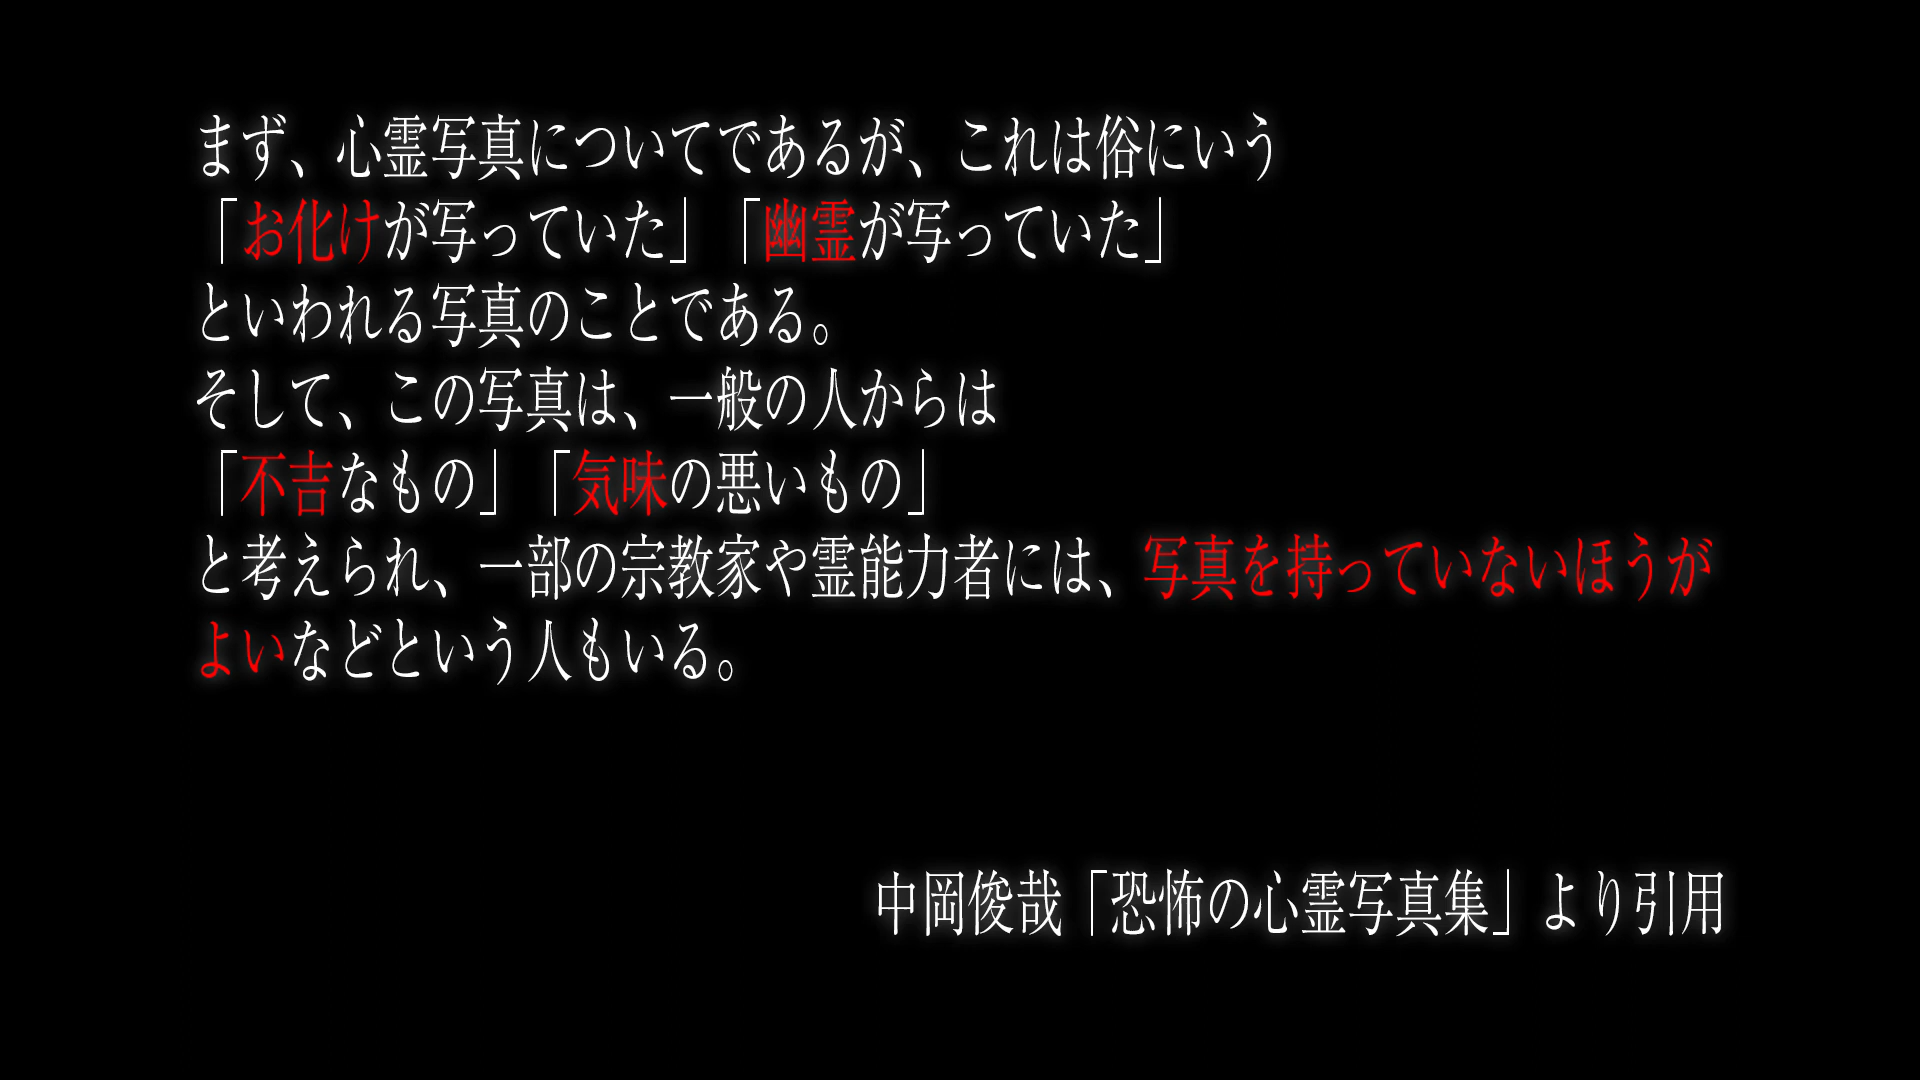 まず、心霊写真についてであるが、これは俗にいう
「お化けが写っていた」「幽霊が写っていた」
といわれる写真のことである。
そして、この写真は、一般の人からは
「不吉なもの」「気味の悪いもの」
と考えられ、一部の宗教家や霊能力者には、写真を持っていないほうが
よいなどという人もいる。
中岡俊哉「恐怖の心霊写真集」より引用